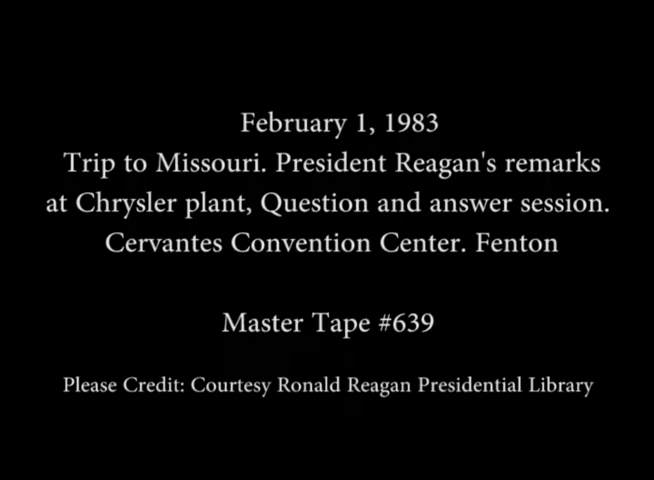 February 1, 1983
Trip to Missouri. President Reagan's remarks
at Chrysler plant, Question and answer session.
Cervantes Convention Center. Fenton
Master Tape #639
Please Credit: Courtesy Ronald Reagan Presidential Library